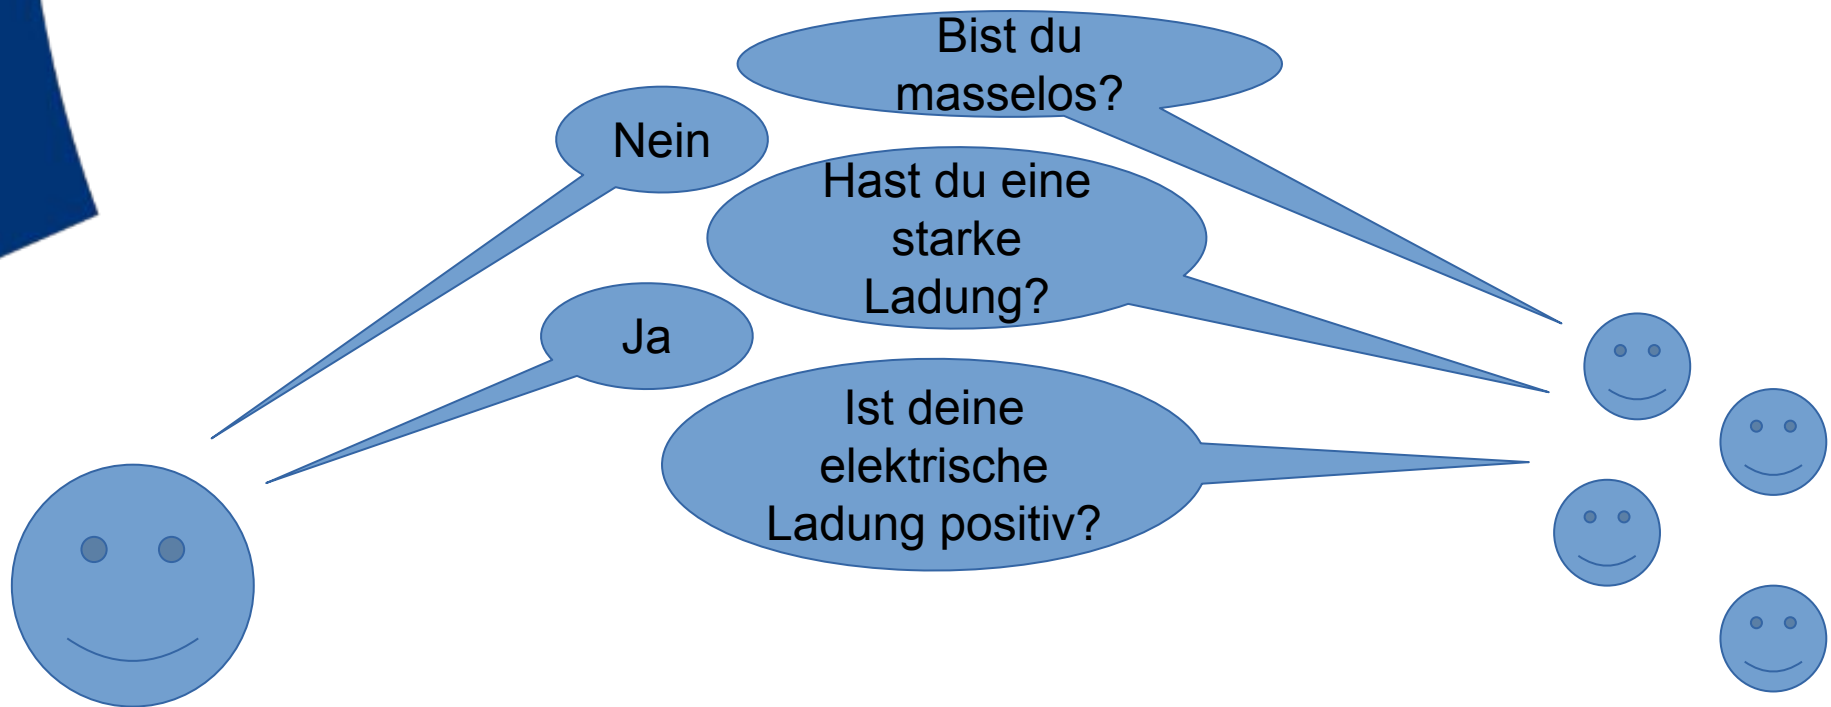 Bist du
masselos?
Nein
Hast du eine
starke
Ladung?
Ja
Ist deine
elektrische
Ladung positiv?